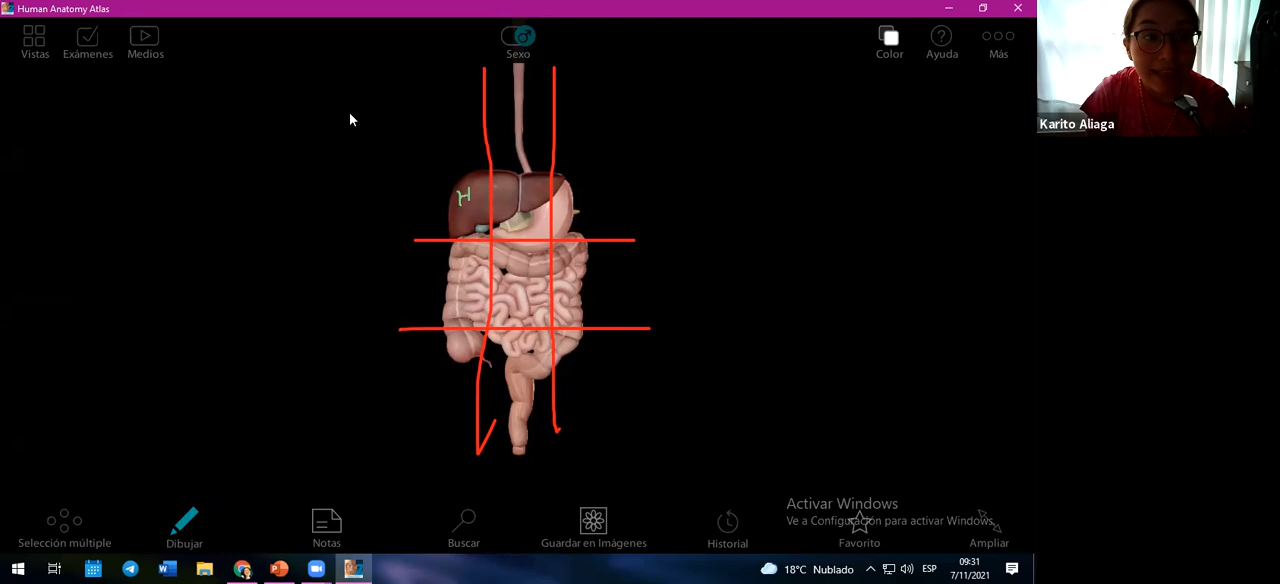 Human Anatomy Atlas
Vistas
Exámenes
Medios
Sexo
Color
Ayuda
Más
Karito Aliaga
H
Activar Windows
Ve a Configuración para activar Windows.
Selección múltiple
Dibujar
Notas
Buscar
Guardar en Imágenes
Historial
Favorito
Ampliar
18°C Nublado
ESP
09:31
7/11/2021